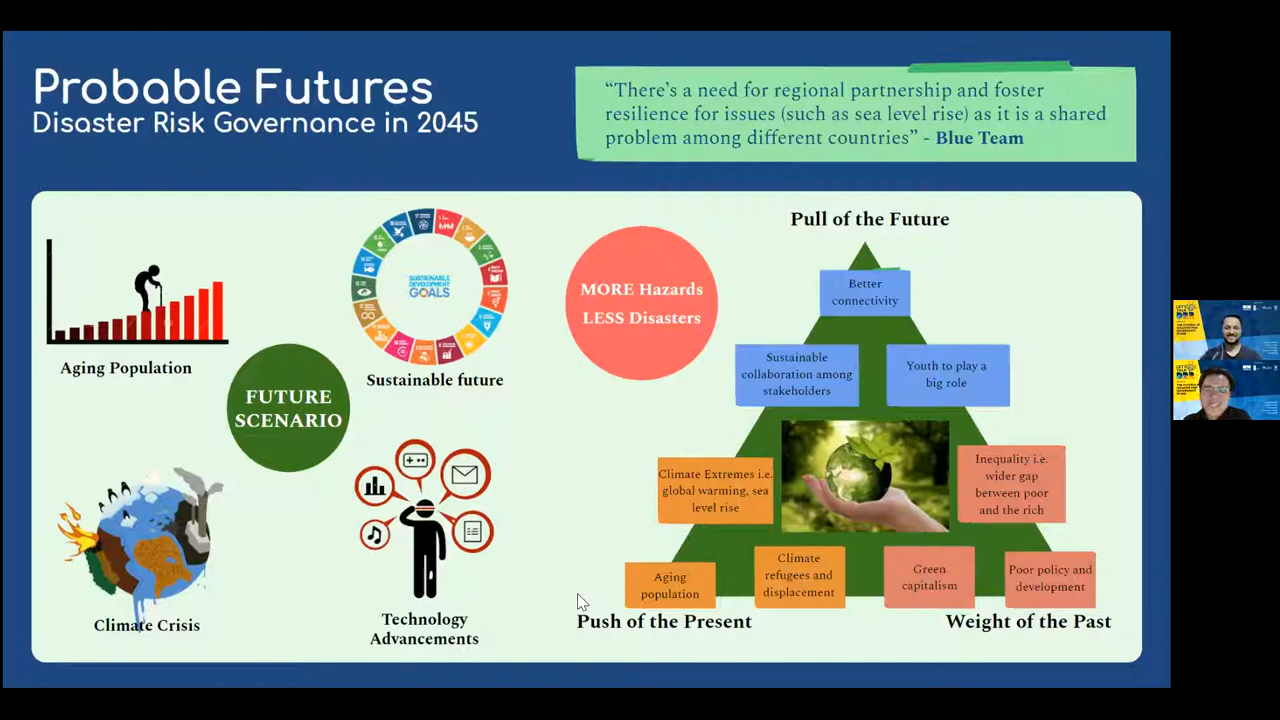 Probable Futures
Disaster Risk Governance in 2045
“There's a need for regional partnership and foster
resilience for issues (such as sea level rise) as it is a shared
problem among different countries” - Blue Team
Aging Population
SUSTAINABLE
DEVELOPMENT
GOALS
Sustainable future
FUTURE
SCENARIO
Climate Crisis
Technology
Advancements
MORE Hazards
LESS Disasters
Pull of the Future
Better
connectivity
Sustainable
collaboration among
stakeholders
Youth to play a
big role
Climate Extremes i.e.
global warming, sea
level rise
Inequality i.e.
wider gap
between poor
and the rich
Aging
population
Climate
refugees and
displacement
Green
capitalism
Poor policy and
development
Push of the Present
Weight of the Past